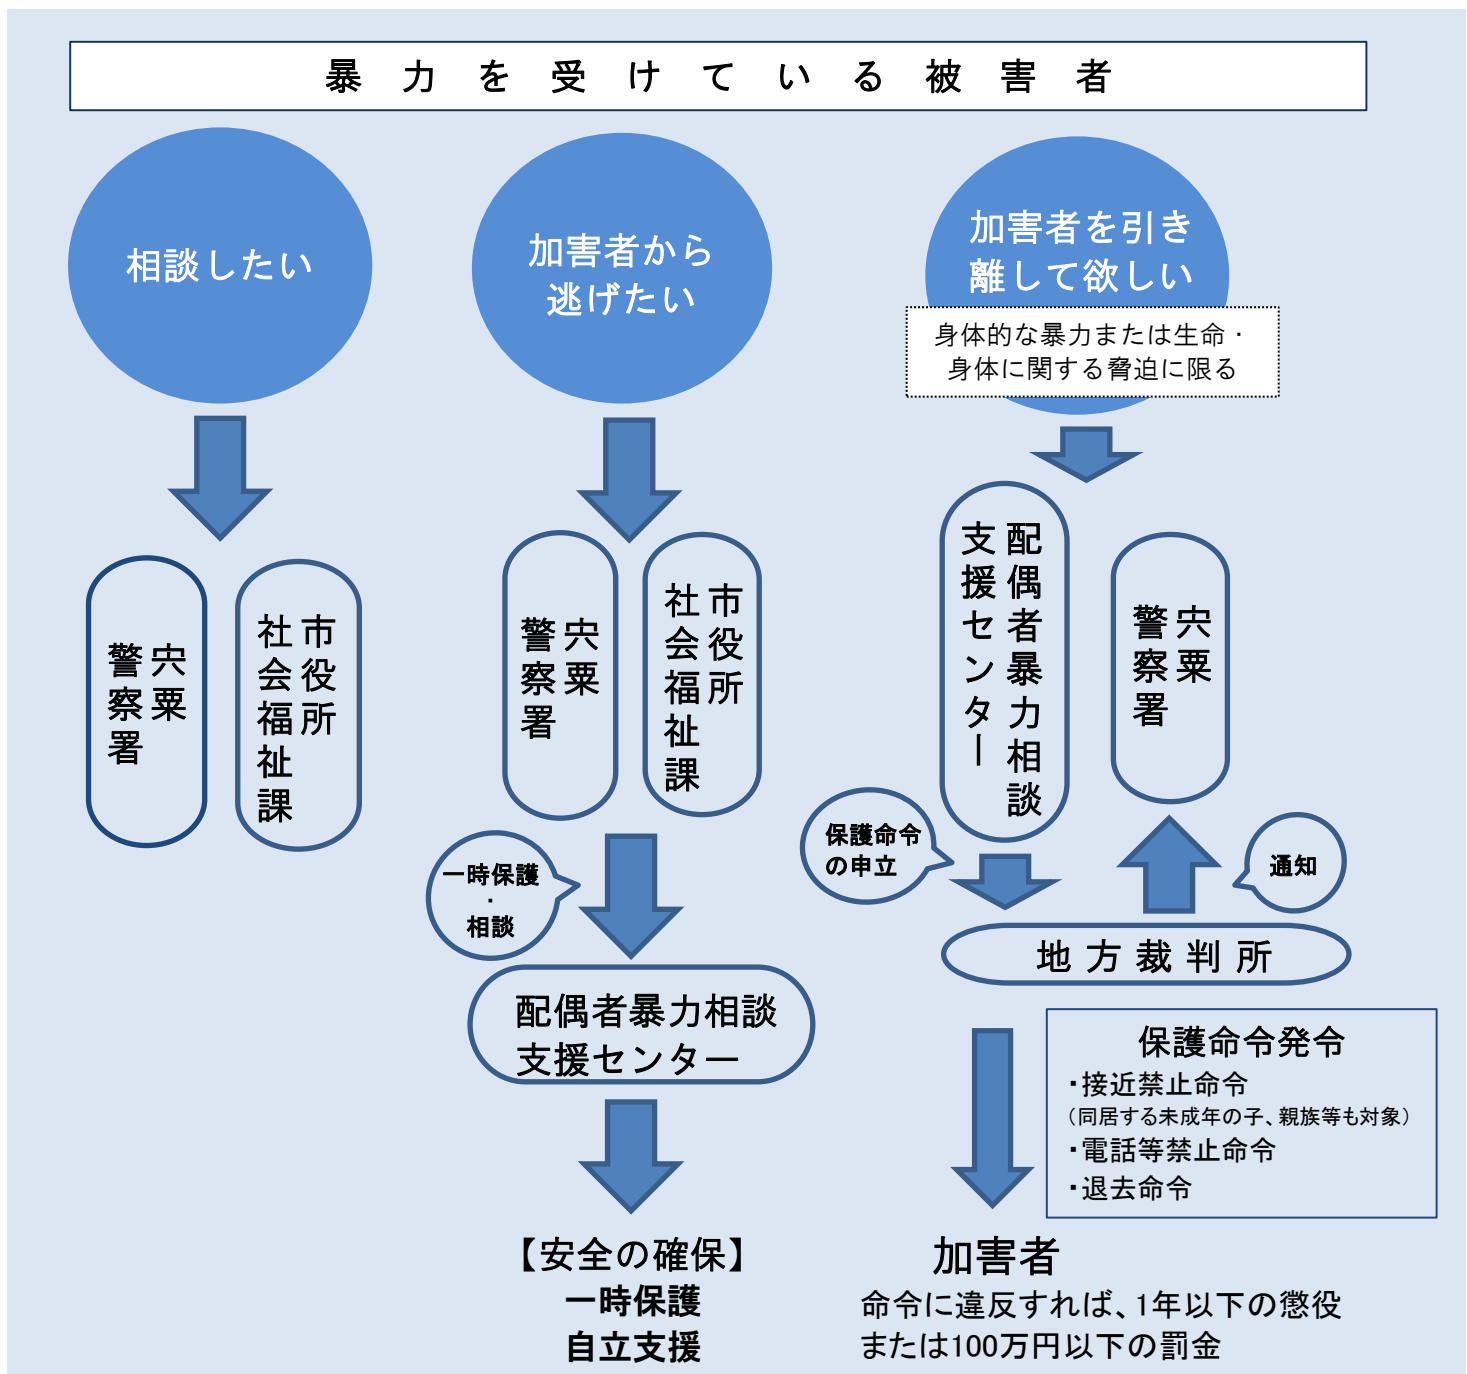 暴力を受けている被害者
相談したい
宍粟
警察署
市役所
社会福祉課
加害者から
逃げたい
宍粟
警察署
市役所
社会福祉課
一時保護
・
相談
配偶者暴力相談
支援センター
【安全の確保】
一時保護
自立支援
加害者を引き
離して欲しい
身体的な暴力または生命・
身体に関する脅迫に限る
配偶者暴力相談
支援センター
宍粟
警察署
保護命令
の申立
通知
地方裁判所
保護命令発令
・接近禁止命令
（同居する未成年の子、親族等も対象）
・電話等禁止命令
・退去命令
加害者
命令に違反すれば、1年以下の懲役
または100万円以下の罰金